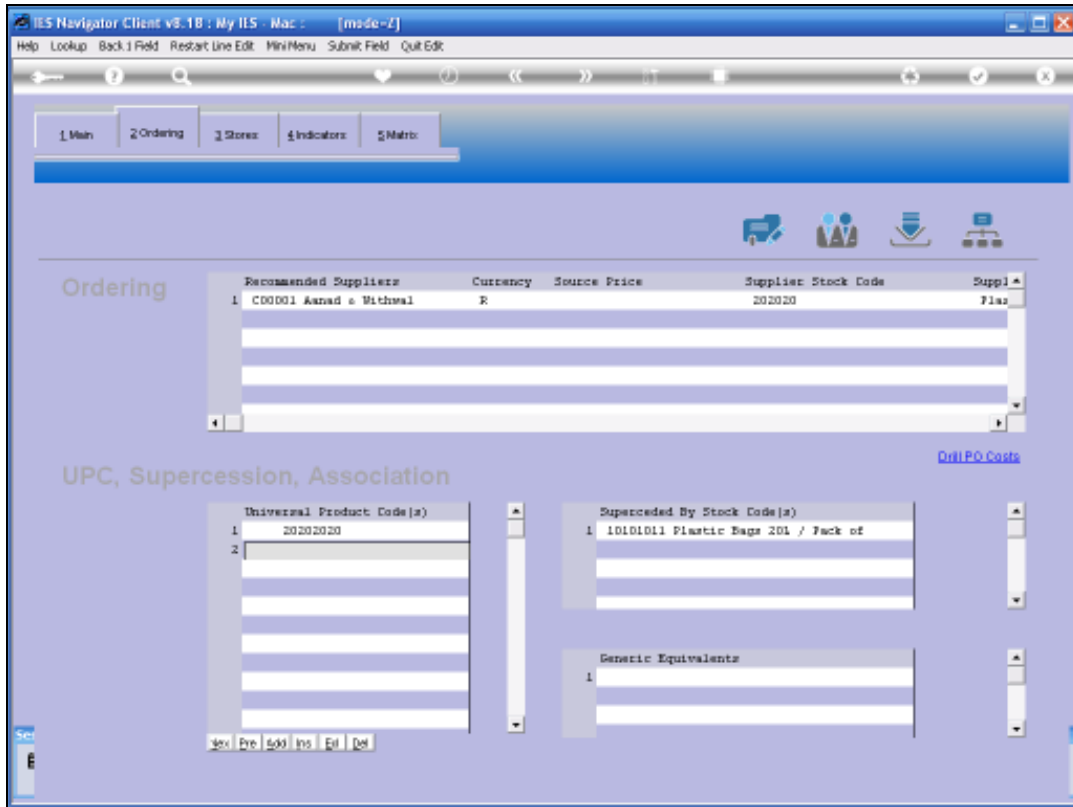 IES Navigator Client v8.18 : My IES - Mac : [mode=Z]
Help Lookup Back 1 Field Restart Line Edit MiniMenu Submit Field Quit Edit
1 Main 2 Ordering 3 Stores 4 Indicators 5 Matrix
Ordering
Recommended Suppliers Currency Source Price Supplier Stock Code Suppl
1 C00001 Aanad & Withwal R 202020 Plas
Drill PO Costs
UPC, Supercession, Association
Universal Product Code(s)
1 20202020
2
Superceded By Stock Code(s)
1 10101011 Plastic Bags 20l / Pack of
Generic Equivalents
1
Nex Pre Add Ins Del